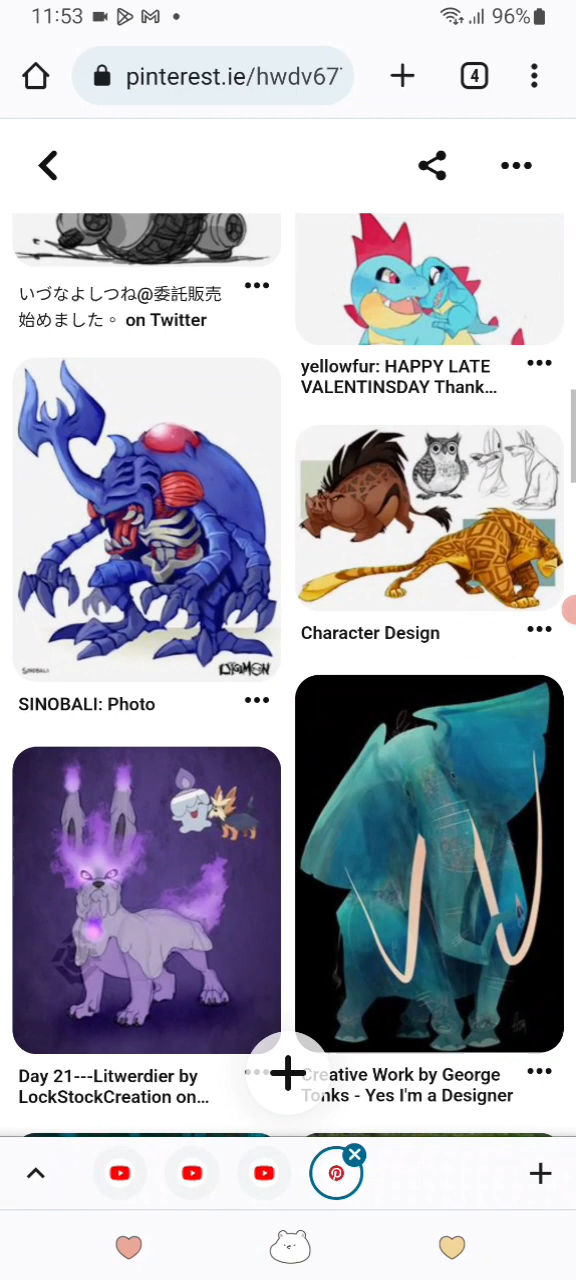 11:53
96%
pinterest.ie/hwdv67
4
いづなよしつね@委託販売
始めました。 on Twitter
yellowfur: HAPPY LATE
VALENTINSDAY Thank…
SINOBALI
DIGIMON
SINOBALI: Photo
Character Design
Day 21---Litwerdier by
LockStockCreation on…
Creative Work by George
Tonks - Yes I'm a Designer